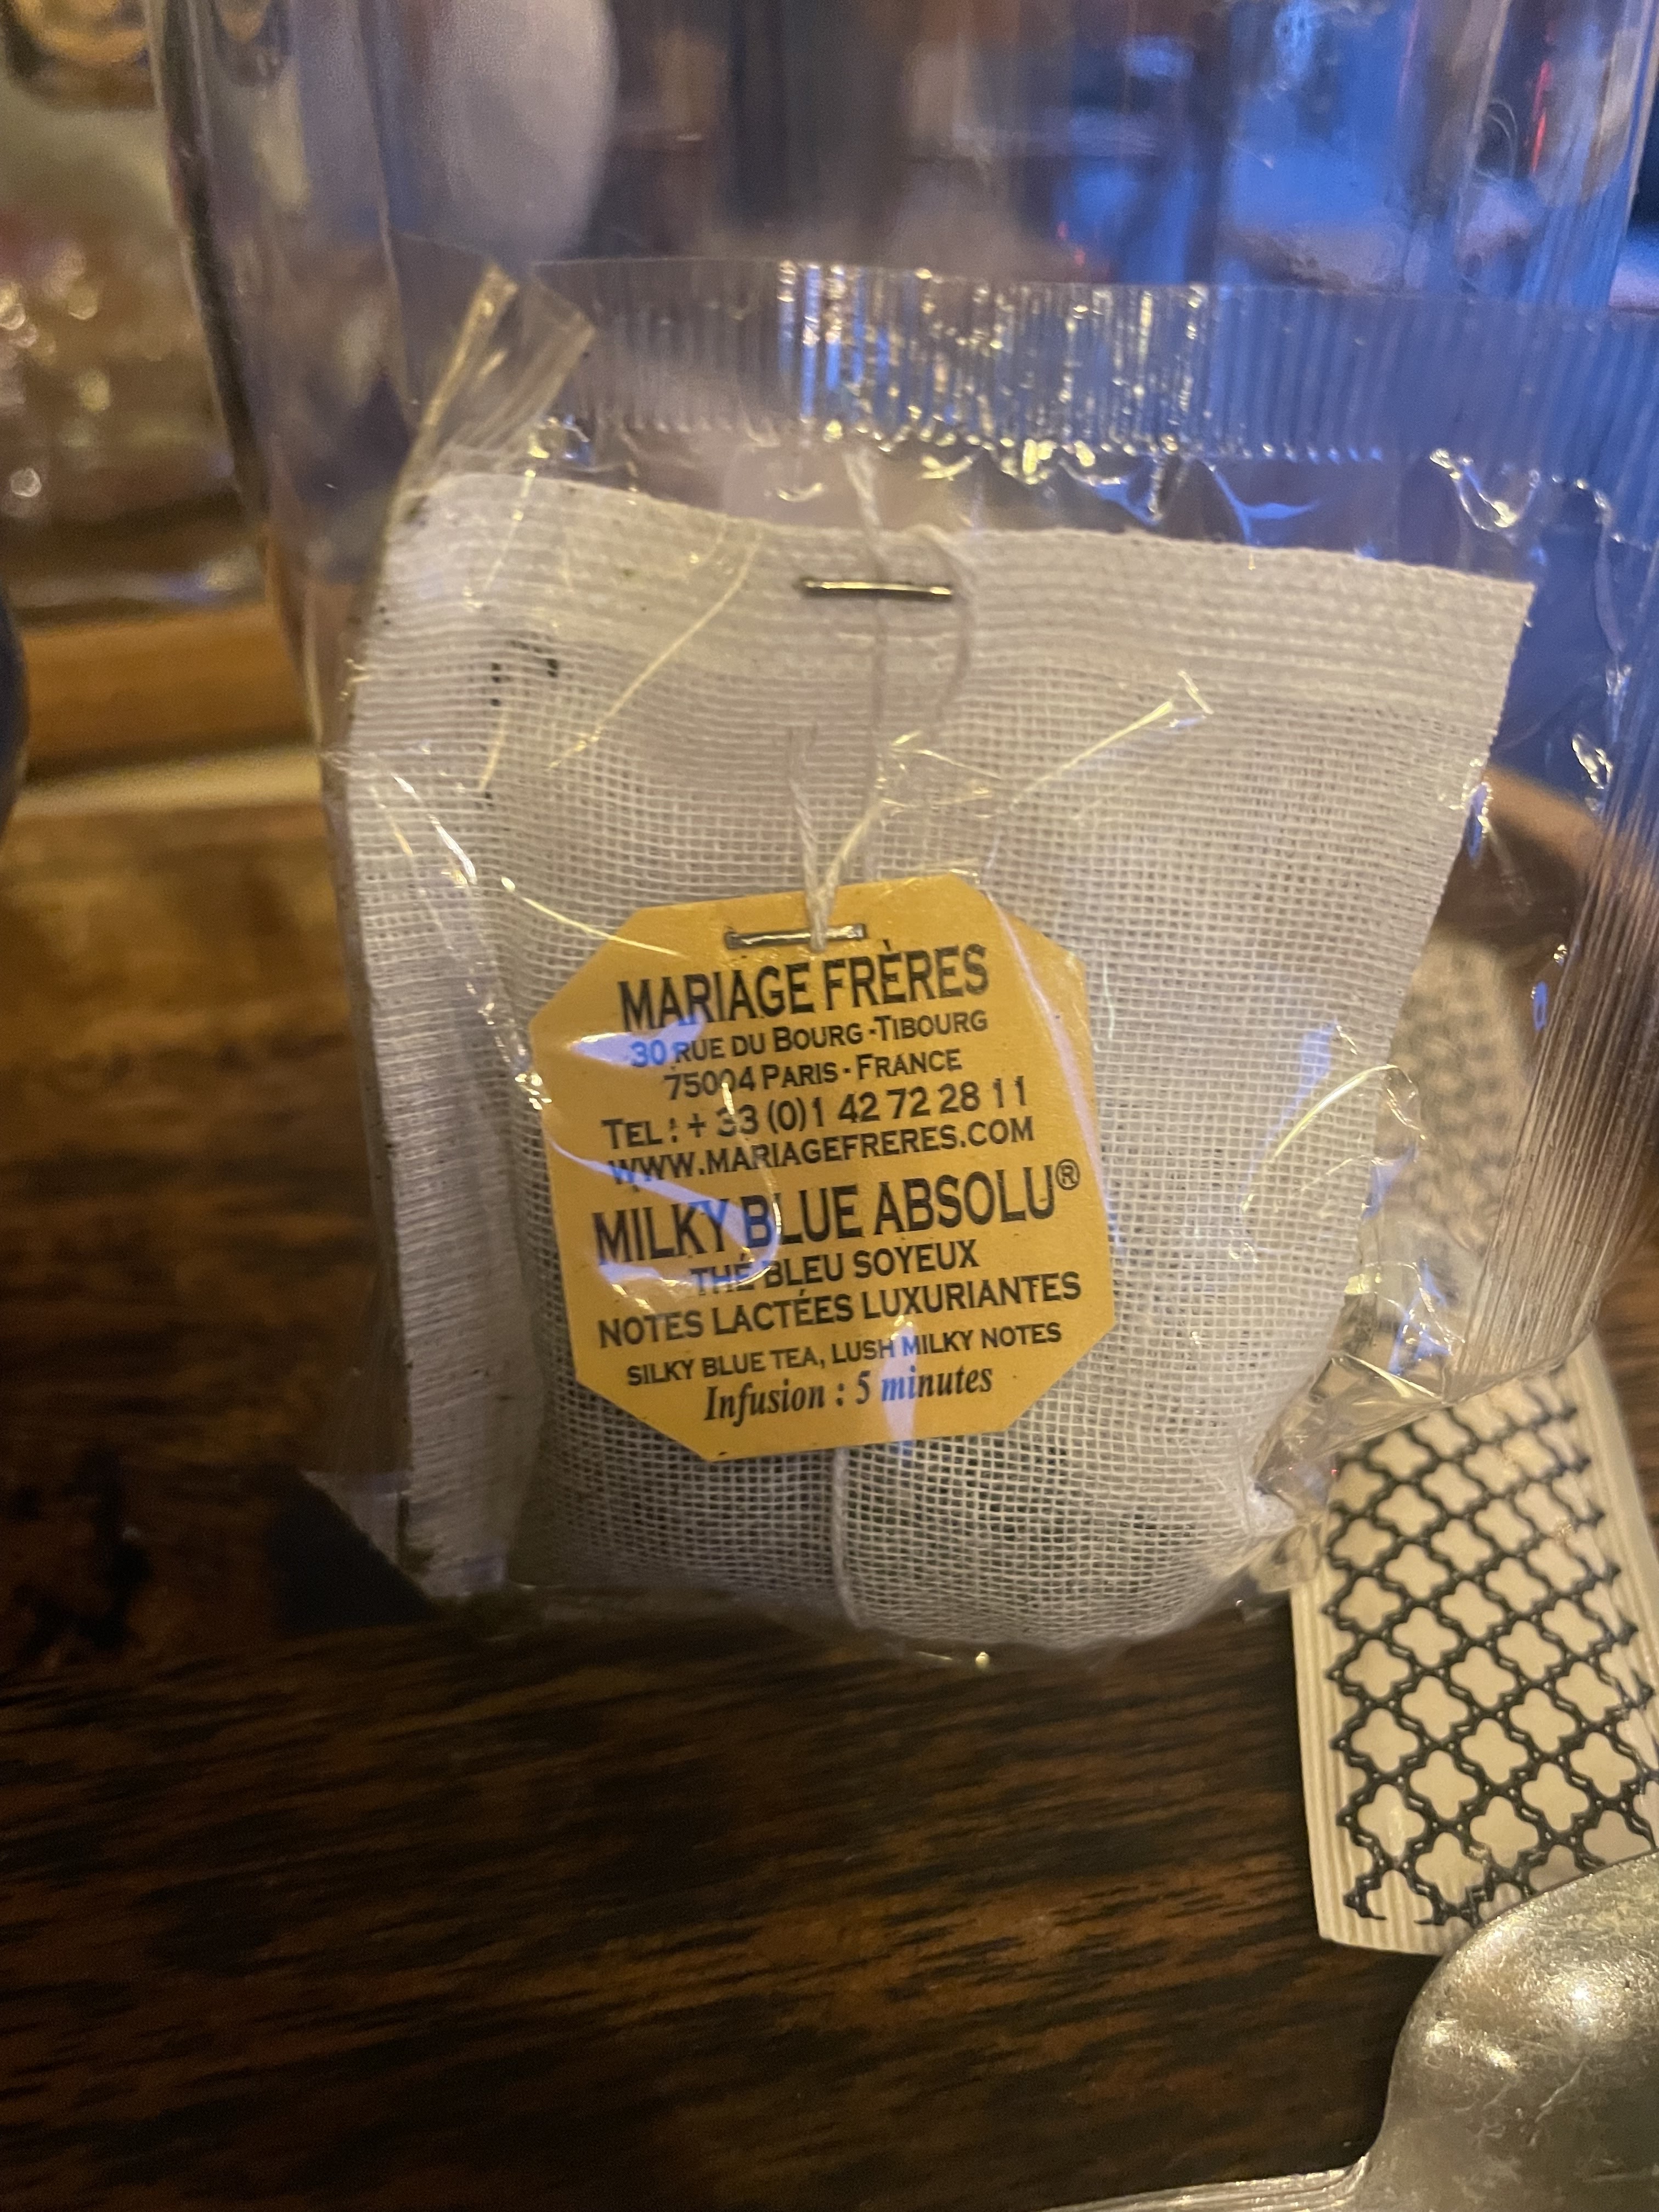 MARIAGE FRÈRES
30 RUE DU BOURG-TIBOURG
75004 PARIS - FRANCE
TEL : + 33 (0)1 42 72 28 11
WWW.MARIAGEFRERES.COM
MILKY BLUE ABSOLU®
THÉ BLEU SOYEUX
NOTES LACTÉES LUXURIANTES
SILKY BLUE TEA, LUSH MILKY NOTES
Infusion : 5 minutes